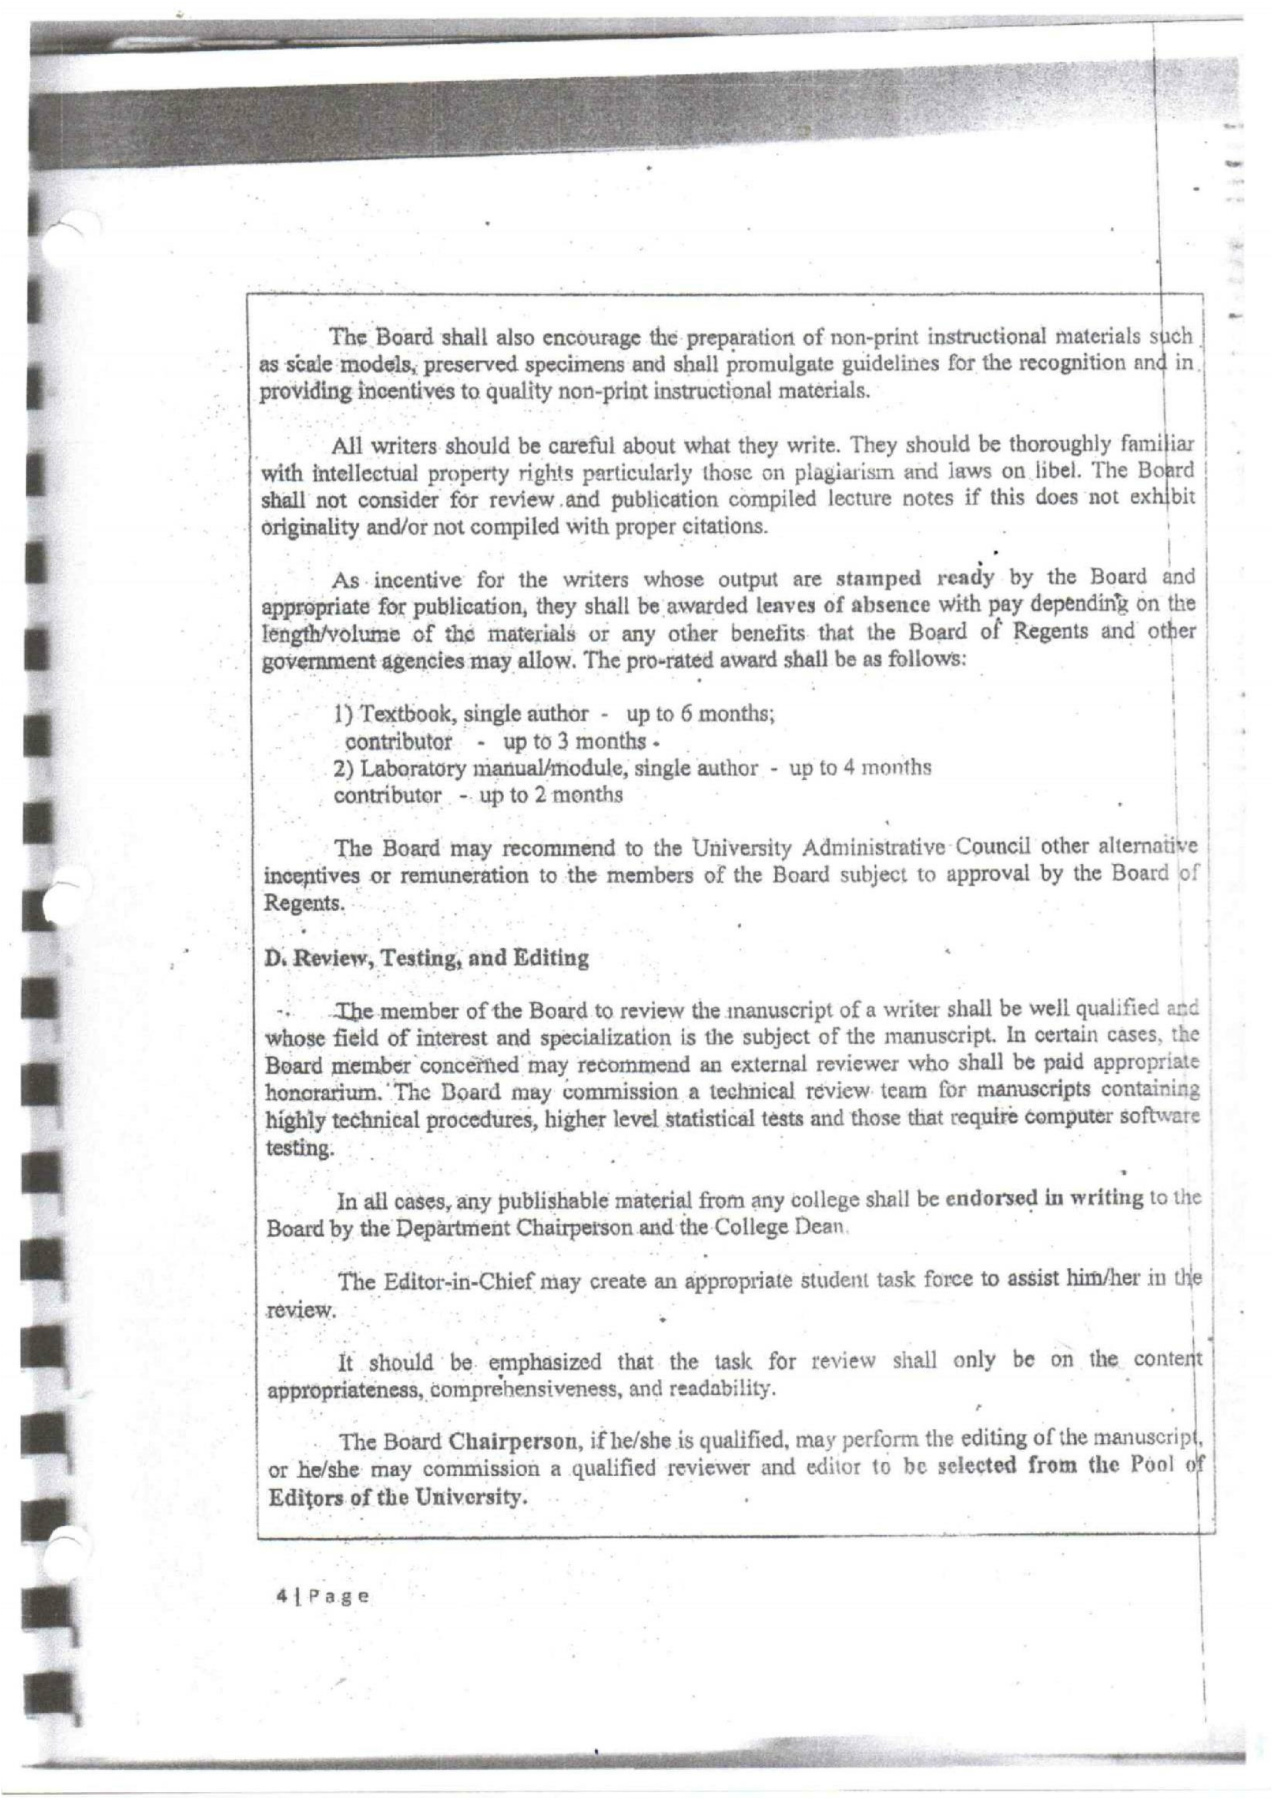 The Board shall also encourage the preparation of non-print instructional materials such
as scale models, preserved specimens and shall promulgate guidelines for the recognition and in
providing incentives to quality non-print instructional materials.
All writers should be careful about what they write. They should be thoroughly familiar
with intellectual property rights particularly those on plagiarism and laws on libel. The Board
shall not consider for review and publication compiled lecture notes if this does not exhibit
originality and/or not compiled with proper citations.
As incentive for the writers whose output are stamped ready by the Board and
appropriate for publication, they shall be awarded leaves of absence with pay depending on the
length/volume of the materials or any other benefits that the Board of Regents and other
government agencies may allow. The pro-rated award shall be as follows:
1) Textbook, single author - up to 6 months;
contributor - up to 3 months -
2) Laboratory manual/module, single author - up to 4 months
contributor - up to 2 months
The Board may recommend to the University Administrative Council other alternative
incentives or remuneration to the members of the Board subject to approval by the Board of
Regents.
D. Review, Testing, and Editing
The member of the Board to review the manuscript of a writer shall be well qualified and
whose field of interest and specialization is the subject of the manuscript. In certain cases, the
Board member concerned may recommend an external reviewer who shall be paid appropriate
honorarium. The Board may commission a technical review team for manuscripts containing
highly technical procedures, higher level statistical tests and those that require computer software
testing.
In all cases, any publishable material from any college shall be endorsed in writing to the
Board by the Department Chairperson and the College Dean.
The Editor-in-Chief may create an appropriate student task force to assist him/her in the
review.
It should be emphasized that the task for review shall only be on the content
appropriateness, comprehensiveness, and readability.
The Board Chairperson, if he/she is qualified, may perform the editing of the manuscript,
or he/she may commission a qualified reviewer and editor to be selected from the Pool of
Editors of the University.
4 | Page